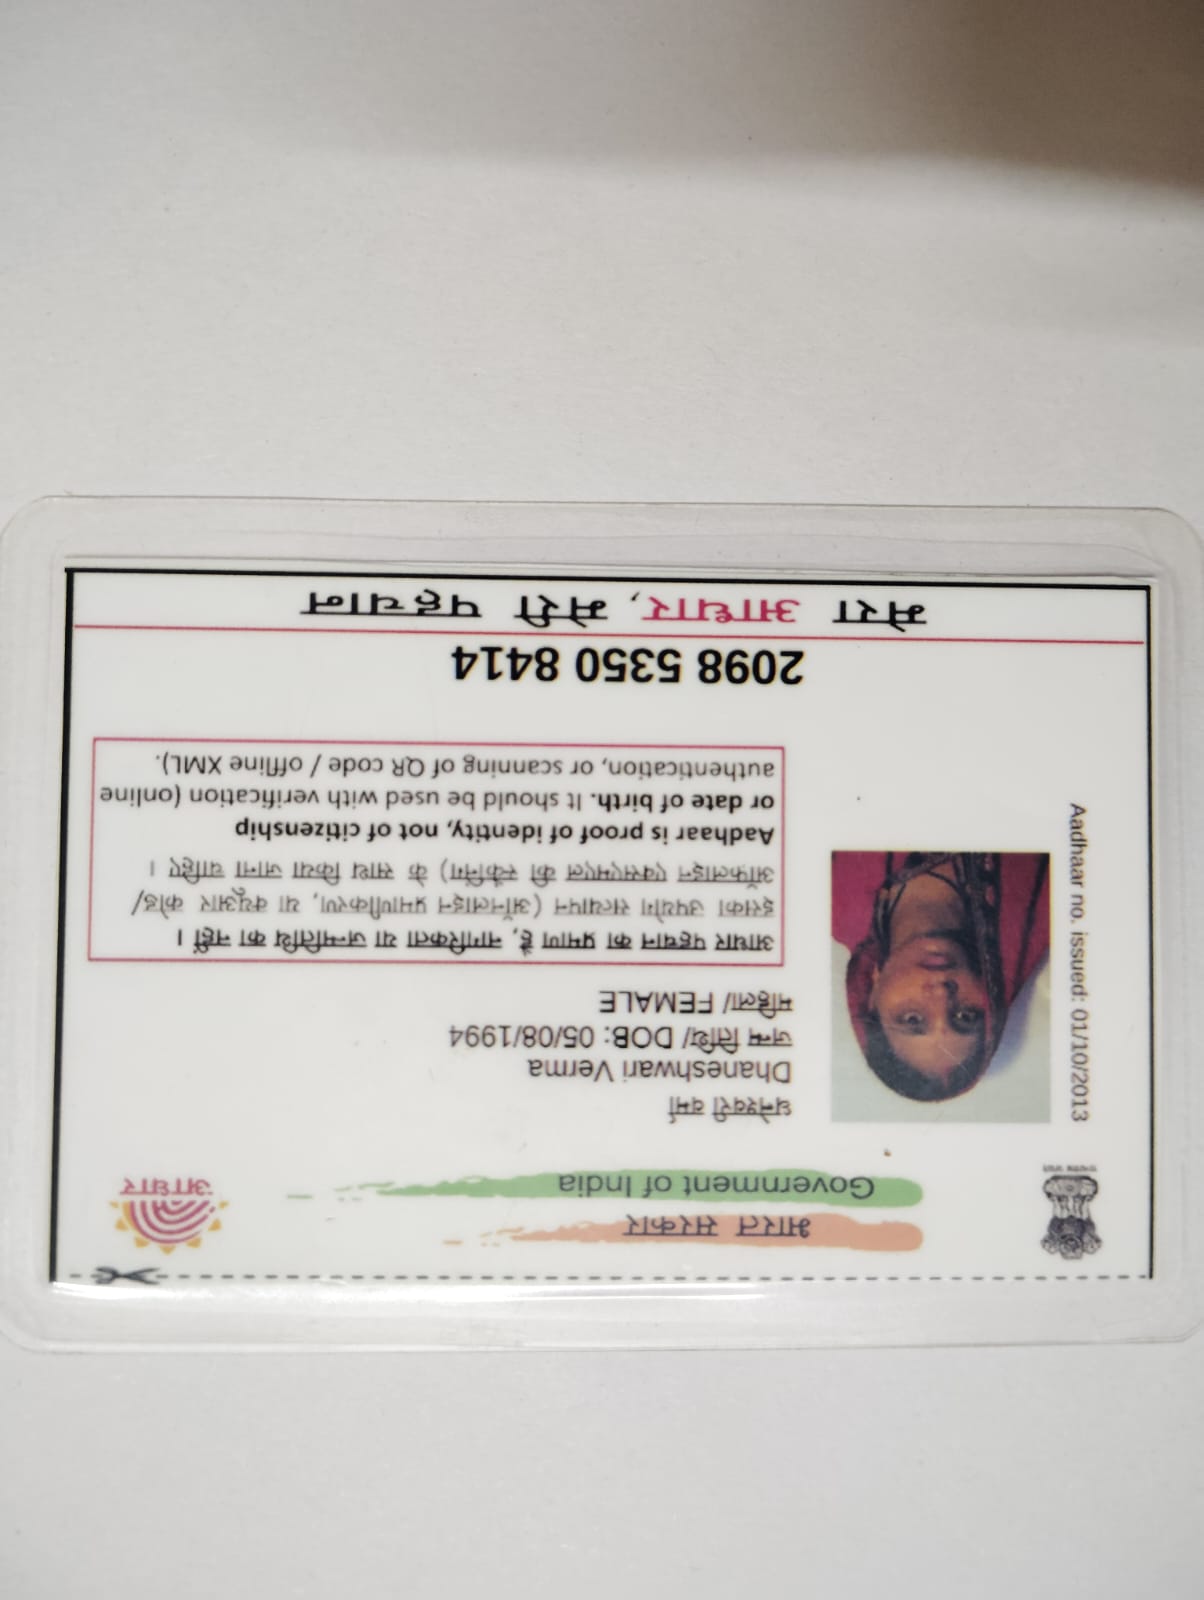 भारत सरकार
Government of India
आधार
धनेश्वरी वर्मा
Dhaneshwari Verma
जन्म तिथि/ DOB: 05/08/1994
महिला/ FEMALE
Aadhaar no. issued: 01/10/2013
आधार पहचान का प्रमाण है, नागरिकता या जन्मतिथि का नहीं ।
इसका उपयोग सत्यापन (ऑनलाइन प्रमाणीकरण, या क्यूआर कोड/
ऑफ़लाइन एक्सएमएल की स्कैनिंग) के साथ किया जाना चाहिए ।
Aadhaar is proof of identity, not of citizenship
or date of birth. It should be used with verification (online
authentication, or scanning of QR code / offline XML).
2098 5350 8414
मेरा आधार, मेरी पहचान